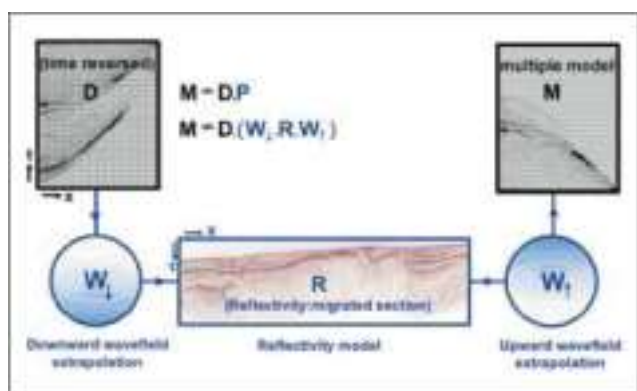 (time reversed)
D
M = D.P
M = D.(W↓.R.W↑)
multiple model
M
t
x
x
W↓
R
(Reflectivity:migrated section)
W↑
Downward wavefield
extrapolation
Reflectivity model
Upward wavefield
extrapolation